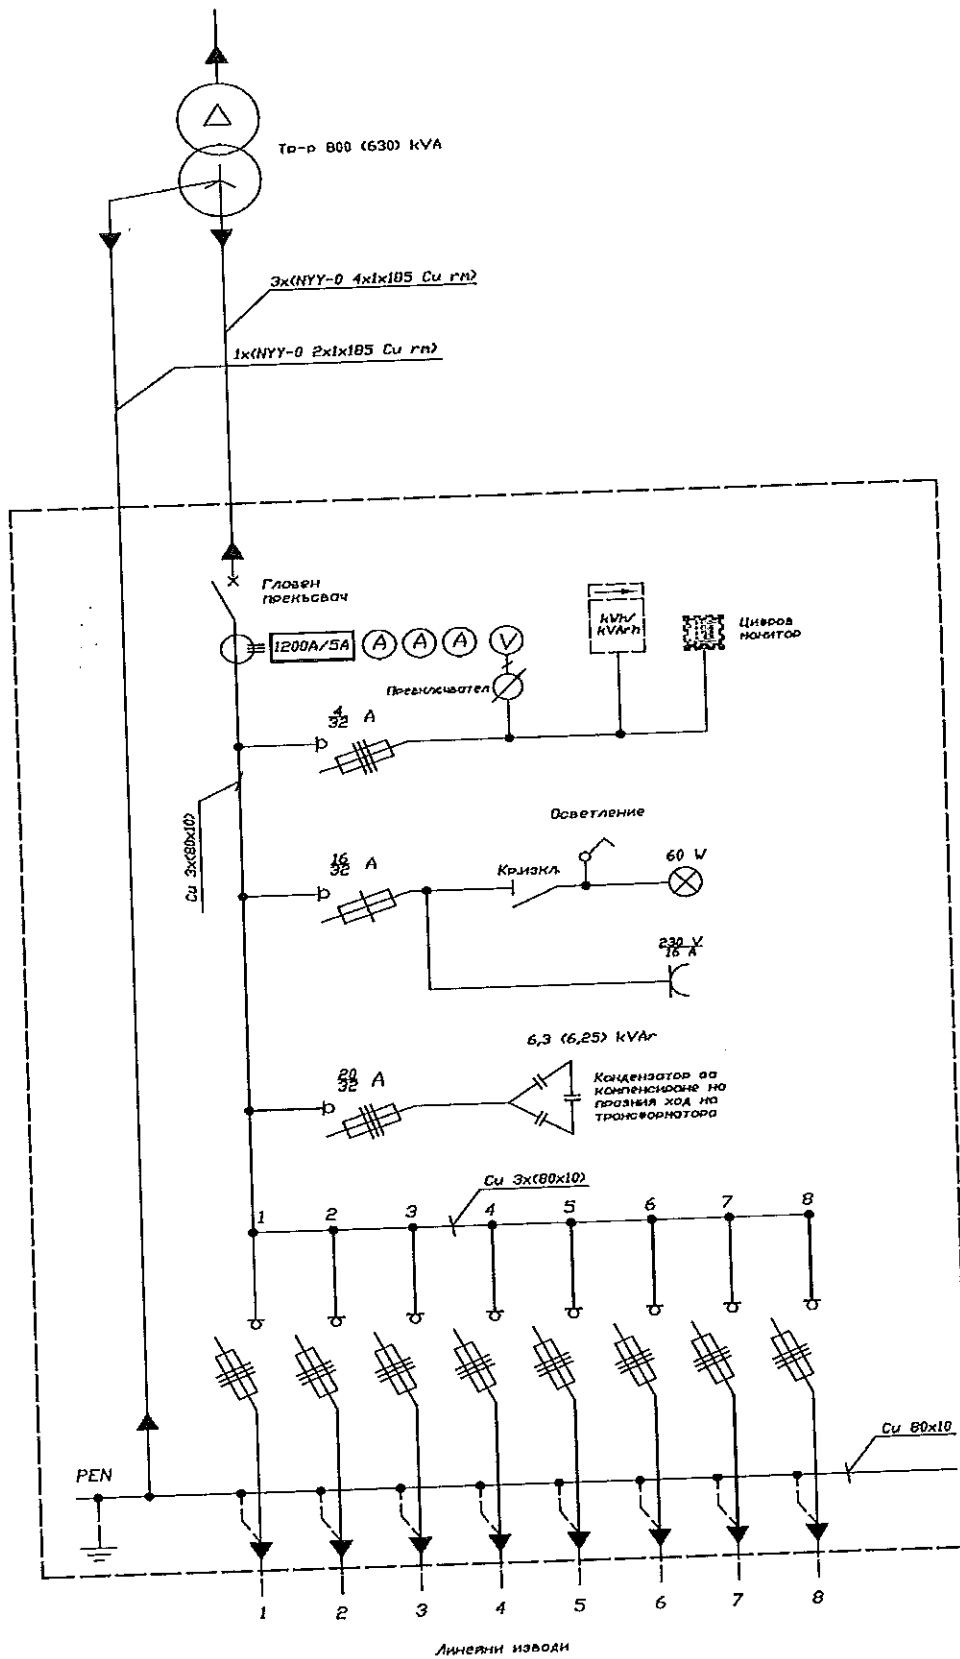 Тр-р 800 (630) kVA
3x(NYY-0 4x1x185 Cu rm)
1x(NYY-0 2x1x185 Cu rm)
Главен
прекъсвач
1200A/5A
A
A
A
V
kWh/
kVArh
Цифров
монитор
Превключвател
4
32 A
Cu 3x(80x10)
Осветление
16
32 A
Кр.изкл.
60 W
230 V
16 A
6,3 (6,25) kVAr
20
32 A
Кондензатор за
компенсиране на
празния ход на
трансформатора
Cu 3x(80x10)
1 2 3 4 5 6 7 8
Cu 80x10
PEN
1 2 3 4 5 6 7 8
Линейни изводи